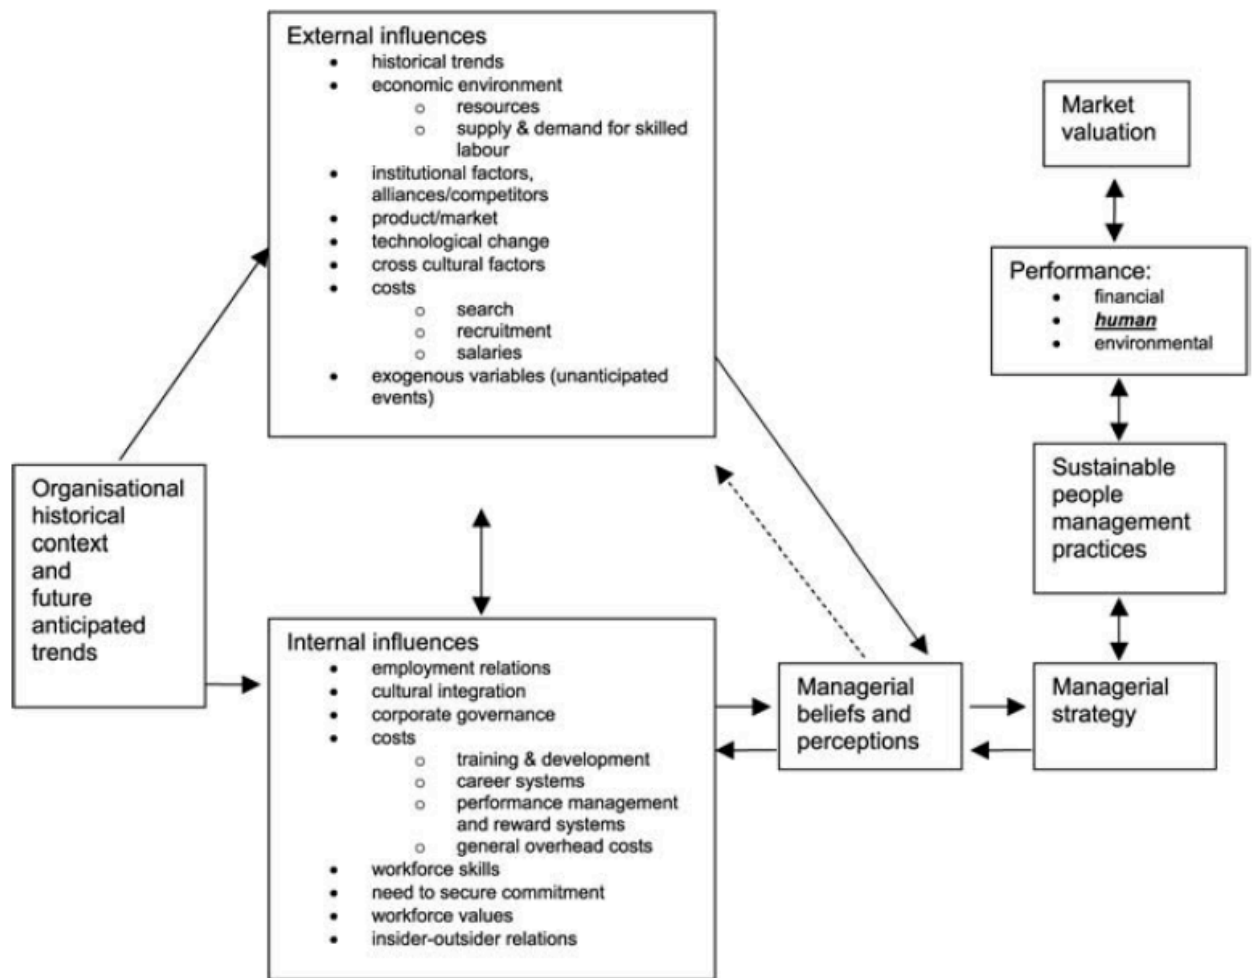 External influences
• historical trends
• economic environment
o resources
o supply & demand for skilled
labour
• institutional factors,
alliances/competitors
• product/market
• technological change
• cross cultural factors
• costs
o search
o recruitment
o salaries
• exogenous variables (unanticipated
events)
Market
valuation
Performance:
• financial
• human
• environmental
Organisational
historical
context
and
future
anticipated
trends
Sustainable
people
management
practices
Internal influences
• employment relations
• cultural integration
• corporate governance
• costs
o training & development
o career systems
o performance management
and reward systems
o general overhead costs
• workforce skills
• need to secure commitment
• workforce values
• insider-outsider relations
Managerial
beliefs and
perceptions
Managerial
strategy